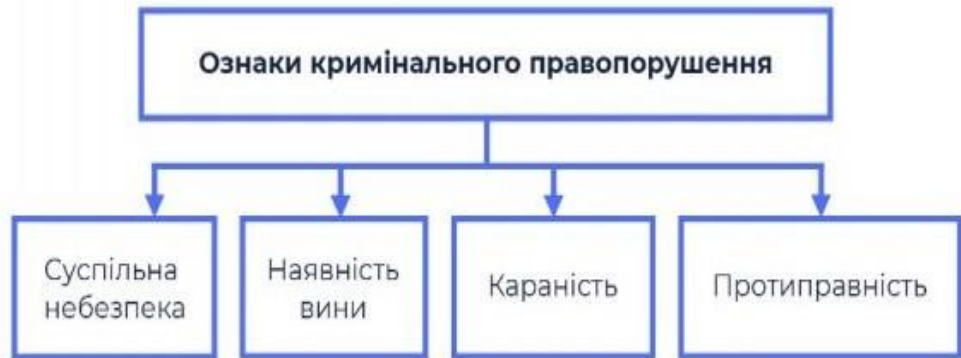 Ознаки кримінального правопорушення
Суспільна
небезпека
Наявність
вини
Караність
Протиправність